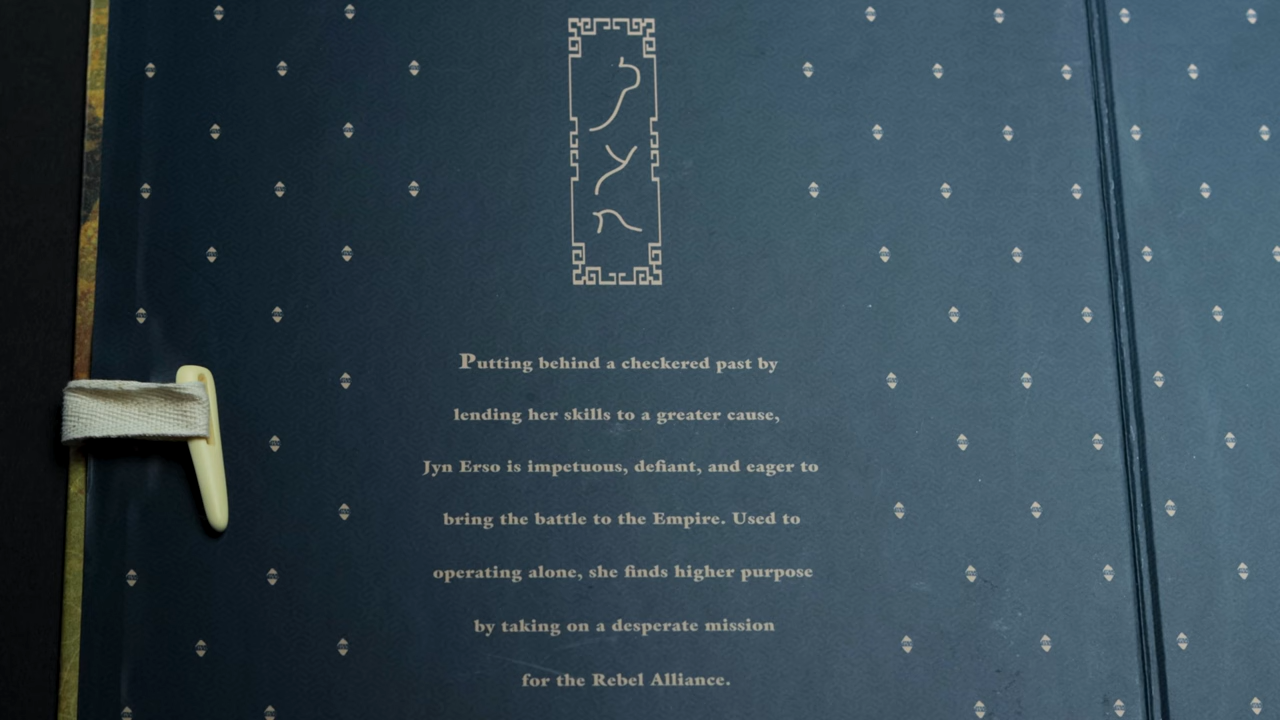 Putting behind a checkered past by
lending her skills to a greater cause,
Jyn Erso is impetuous, defiant, and eager to
bring the battle to the Empire. Used to
operating alone, she finds higher purpose
by taking on a desperate mission
for the Rebel Alliance.